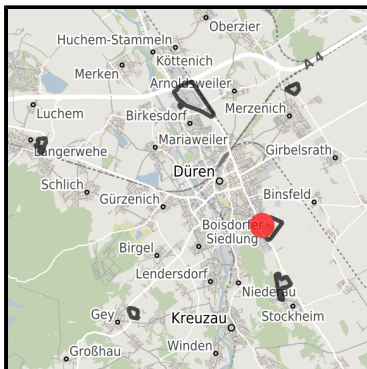 Oberzier
Huchem-Stammeln
Köttenich
A 4
Merken
Arnoldsweiler
Luchem
Birkesdorf
Merzenich
Mariaweiler
Langerwehe
Girbelsrath
Düren
Schlich
Gürzenich
Binsfeld
Boisdorfer
Siedlung
Birgel
Lendersdorf
Niederau
Gey
Kreuzau
Stockheim
Großhau
Winden